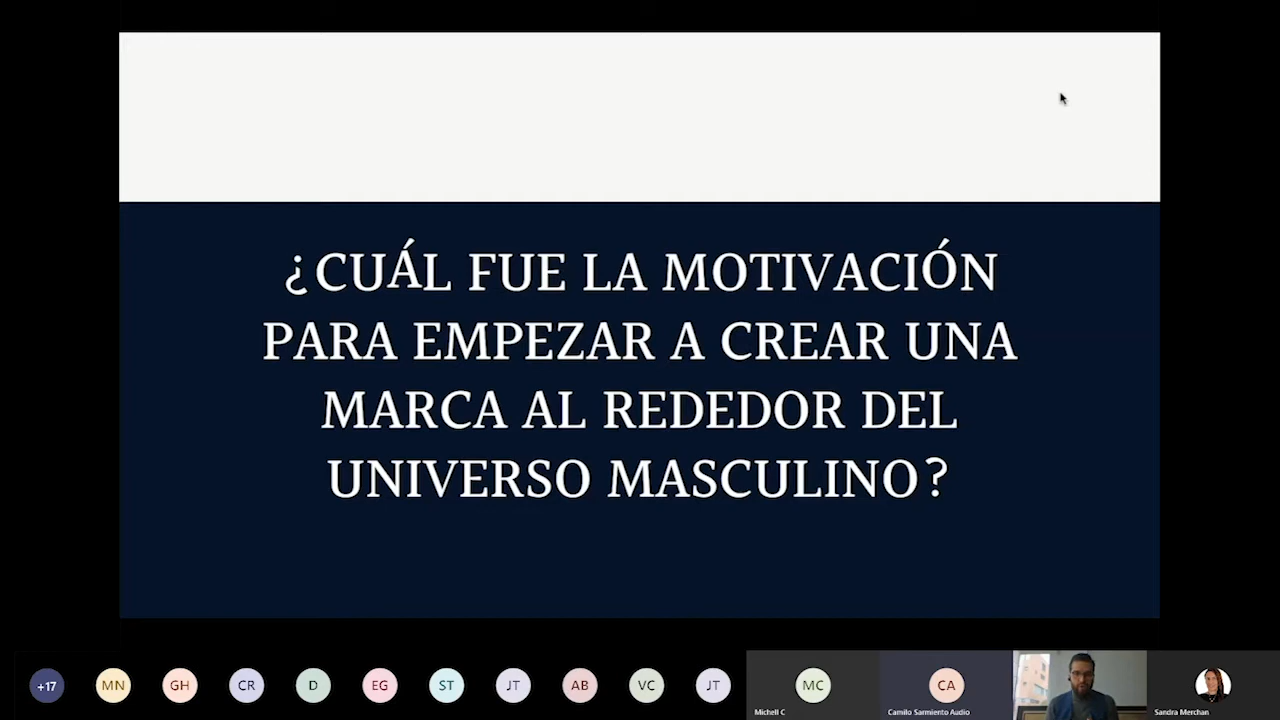 ¿CUÁL FUE LA MOTIVACIÓN
PARA EMPEZAR A CREAR UNA
MARCA AL REDEDOR DEL
UNIVERSO MASCULINO?
+17
MN
GH
CR
D
EG
ST
JT
AB
VC
JT
MC
CA
Michell C
Camilo Sarmiento Audio
Sandra Merchan